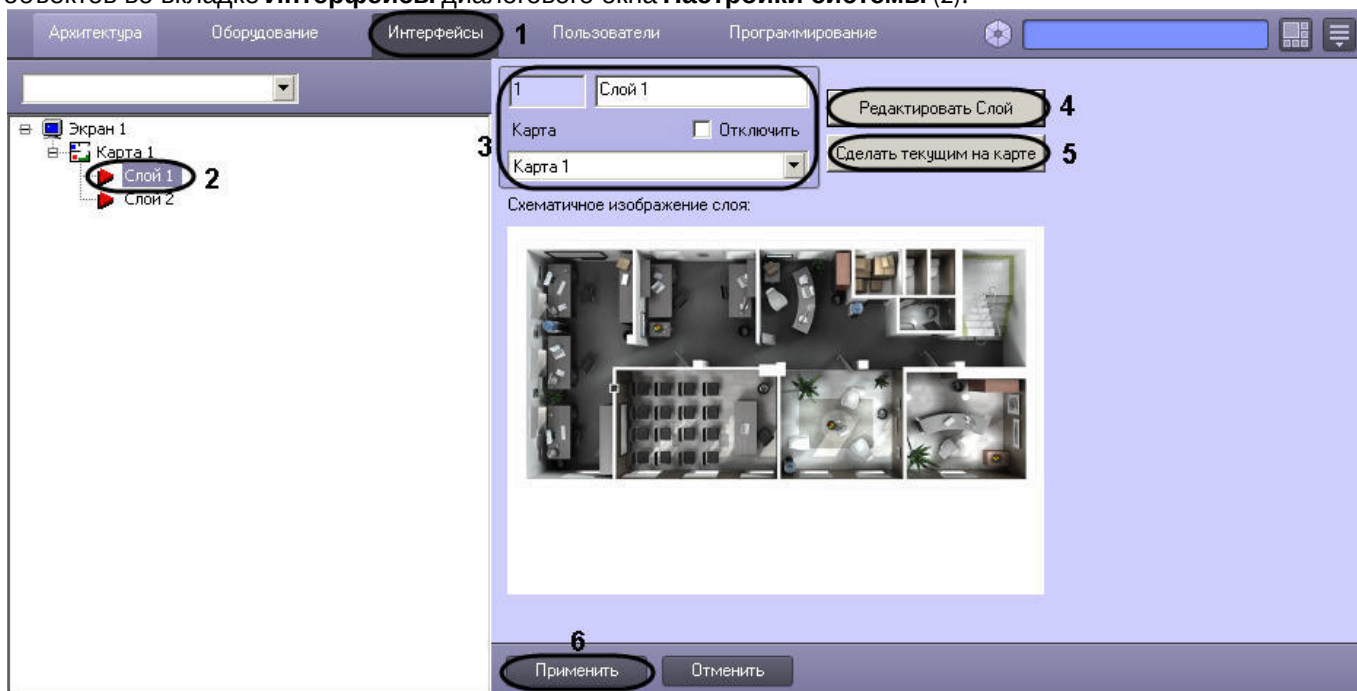 объектов во вкладке Интерфейсы диалогового окна Настройки системы (2).
Архитектура Оборудование Интерфейсы 1 Пользователи Программирование
1 Слой 1
Редактировать Слой 4
Экран 1
3 Карта Отключить
Карта 1
Сделать текущим на карте 5
Карта 1
Слой 1 2
Слой 2
Схематичное изображение слоя:
6
Применить Отменить